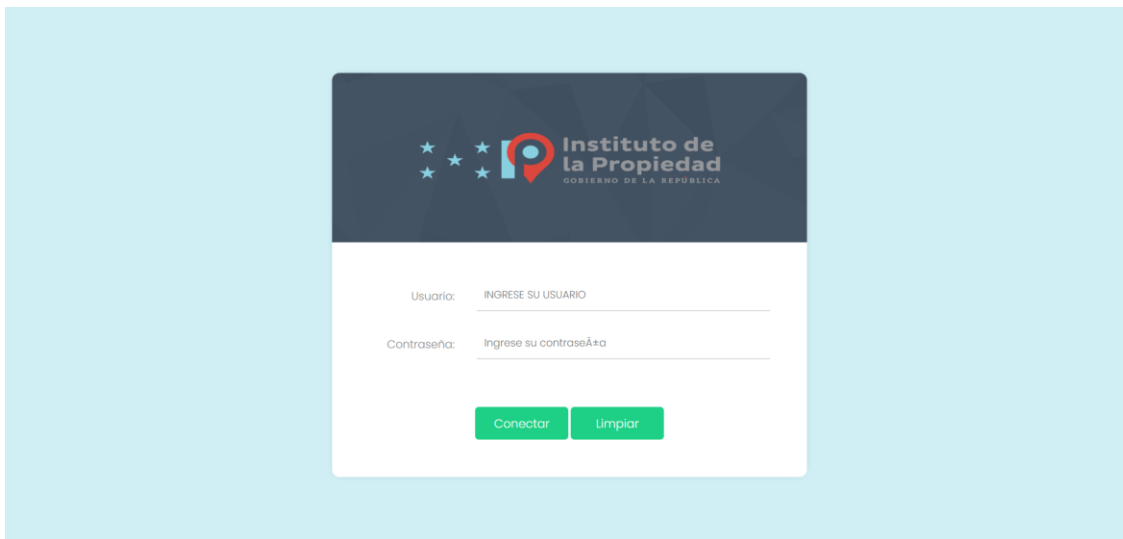 Instituto de
la Propiedad
GOBIERNO DE LA REPÚBLICA
Usuario: INGRESE SU USUARIO
Contraseña: Ingrese su contraseÃ±a
Conectar Limpiar